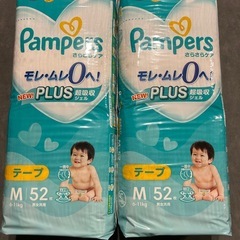 Pampers
さらさらケア
モレ・ムレ0へ!
NEW PLUS 超吸収
ジェル
テープ
M 52枚
Pampers
さらさらケア
モレ・ムレ0へ!
NEW PLUS 超吸収
ジェル
テープ
M 52枚